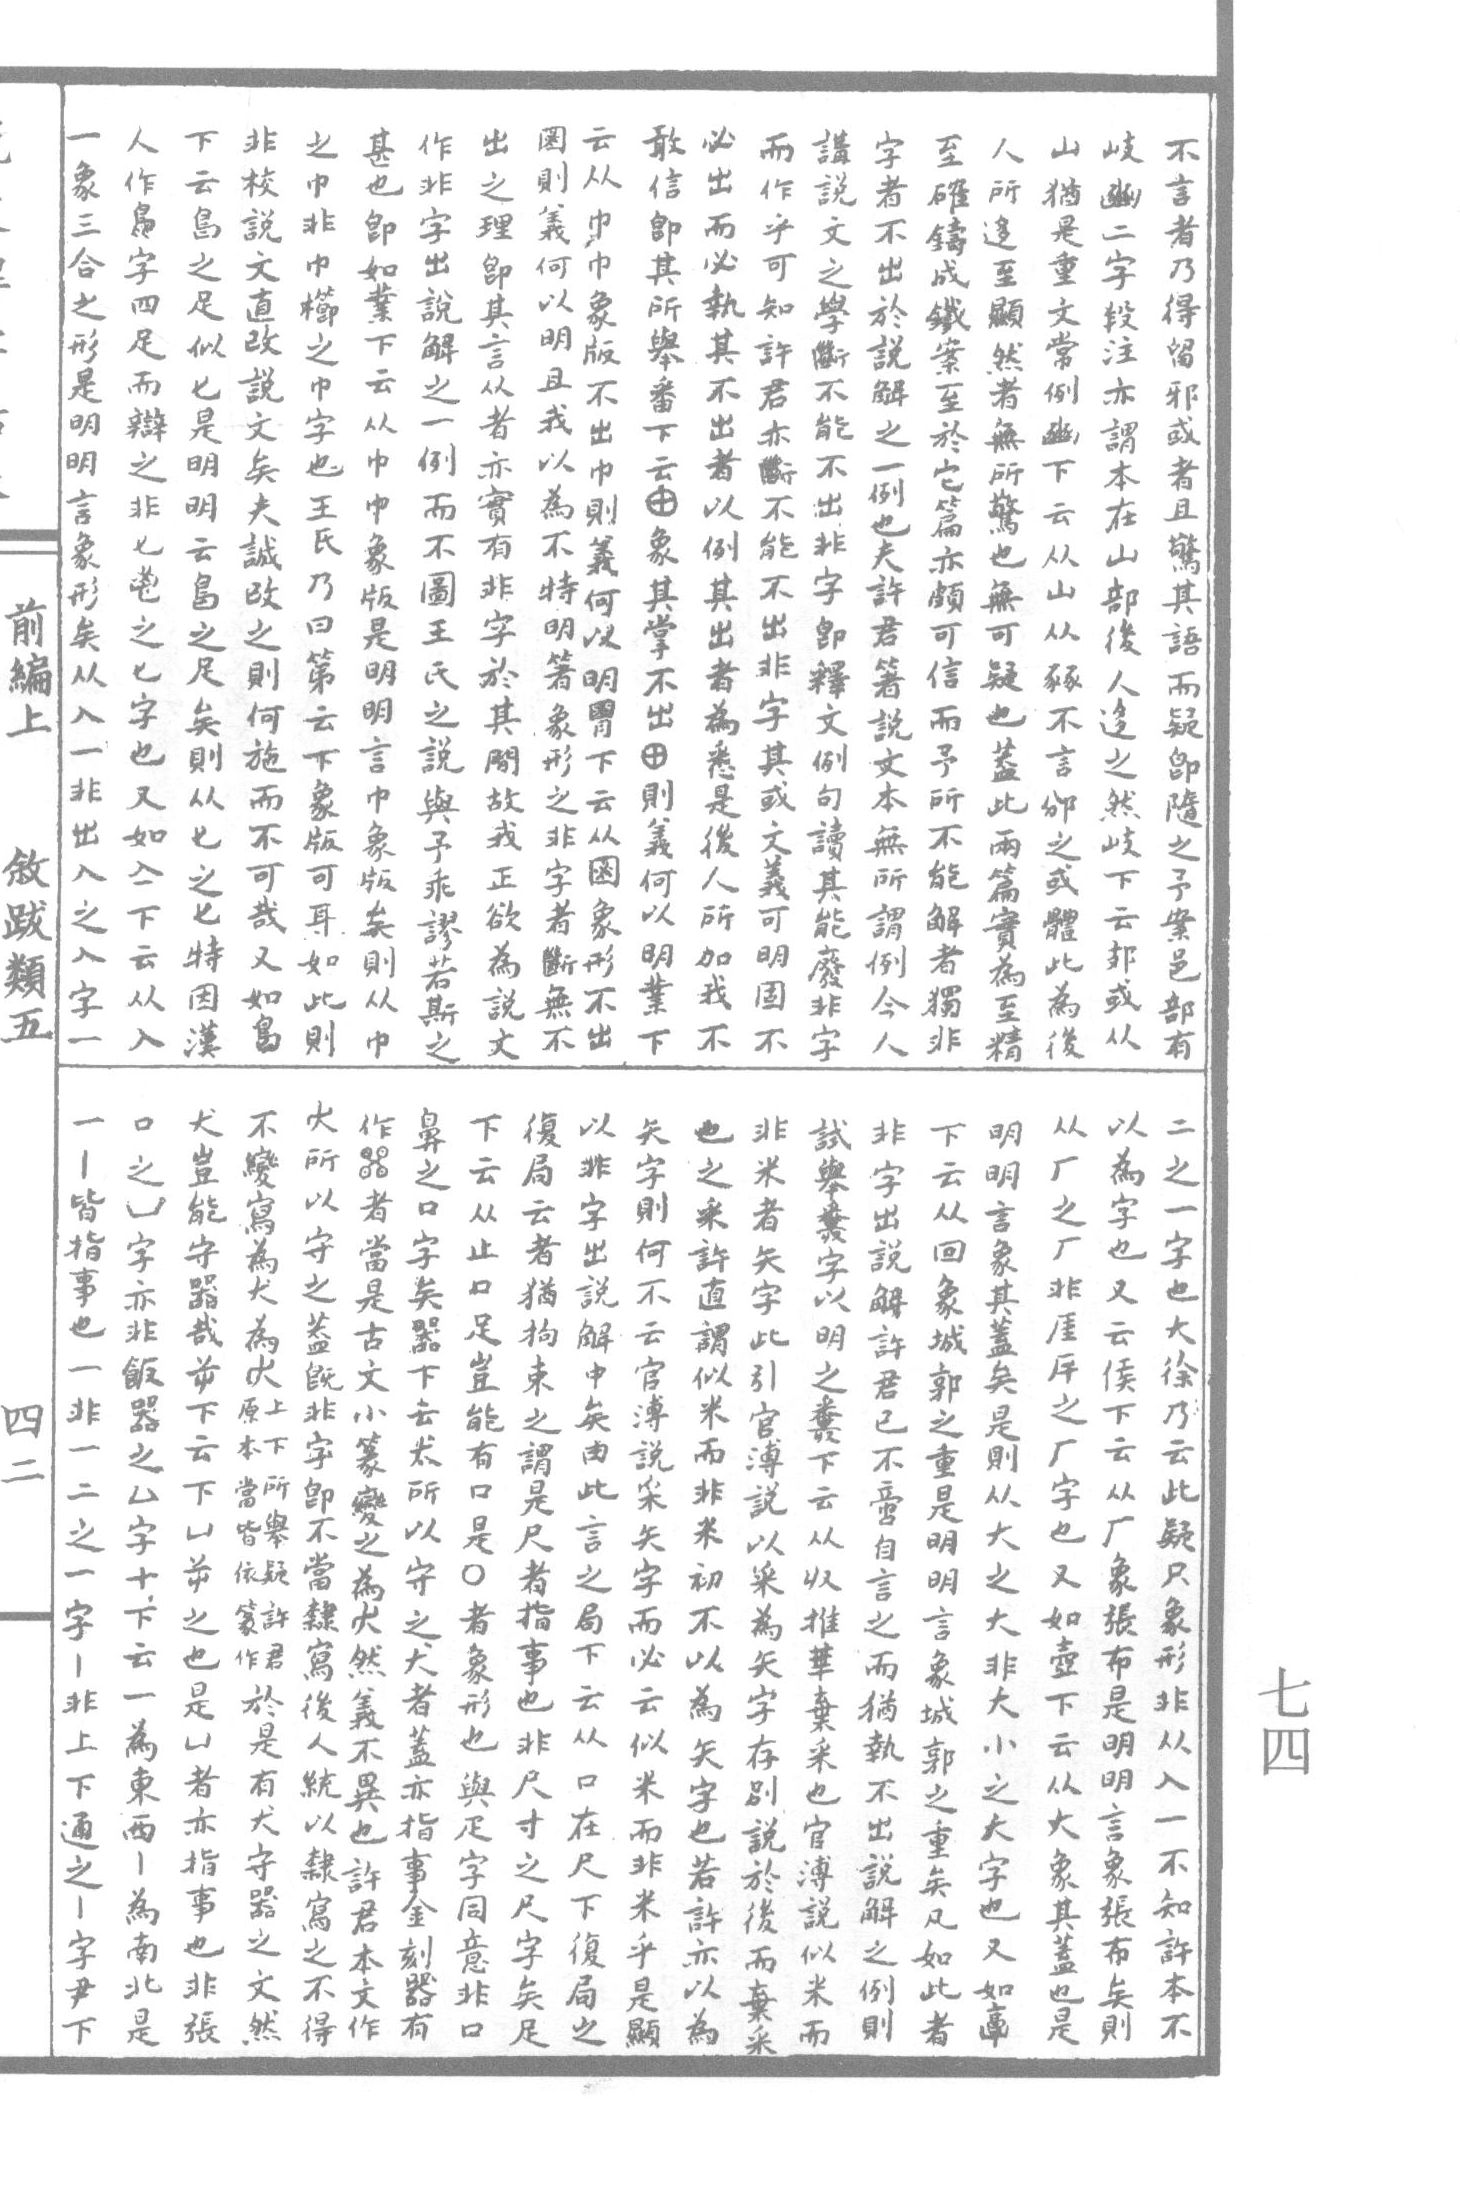 不言者乃得留邪或者且驚其語而疑卽隨之予案邑部有
岐豳二字段注亦謂本在山部後人迻之然岐下云郂或从
山猶是重文常例豳下云从山从豩不言邠之或體此為後
人所迻至顯然者無所驚也無可疑也蓋此兩篇實為至精
至確鑄成鐵案至於它篇亦頗可信而予所不能解者獨非
字者不出於說解之一例也夫許君箸說文本無所謂例今人
講說文之學斷不能不出非字卽釋文例句讀其能廢非字
而作乎可知許君亦斷不能不出非字其或文義可明固不
必出而必執其不出者以例其出者為悉是後人所加我不
敢信卽其所舉番下云⊕象其掌不出⊕則義何以明業下
云从巾巾象版不出巾則義何以明胃下云从象形不出
則義何以明且我以為不特明箸象形之非字者斷無不
出之理卽其言从者亦實有非字於其閒故我正欲為說文
作非字出說解之一例而不圖王氏之說與予乖謬若斯之
甚也卽如業下云从巾巾象版是明明言巾象版矣則从巾
之巾非巾櫛之巾字也王氏乃曰第云下象版可耳如此則
非校說文直改說文矣夫誠改之則何施而不可哉又如鳥
下云鳥之足似匕是明明云鳥之足矣則从匕之匕特因漢
人作鳥字四足而辯之非匕鬯之匕字也又如亼下云从入
一象三合之形是明明言象形矣从入一非出入之入字一
二之一字也大徐乃云此疑只象形非从入一不知許本不
以為字也又云侯下云从厂象張布是明明言象張布矣則
从厂之厂非厓厈之厂字也又如壺下云从大象其蓋也是
明明言象其蓋矣是則从大之大非大小之大字也又如𩫏
下云从回象城郭之重是明明言象城郭之重矣凡如此者
非字出說解許君已不啻自言之而猶執不出說解之例則
試舉糞字以明之糞下云从收推華棄釆也官溥說似米而
非米者矢字此引官溥說以釆為矢字存別說於後而棄釆
也之釆許直謂似米而非米初不以為矢字也若許亦以為
矢字則何不云官溥說釆矢字而必云似米而非米乎是顯
以非字出說解中矣由此言之局下云从口在尺下復局之
復局云者猶拘束之謂是尺者指事也非尺寸之尺字矣足
下云从止口足豈能有口是○者象形也與疋字同意非口
鼻之口字矣器下云犬所以守之犬者蓋亦指事金刻器有
作者當是古文小篆變之為犬然義不異也許君本文作
犬所以守之蓋旣非字卽不當隸寫後人統以隸寫之不得
不變寫為犬為犬上下所舉疑許君原本當皆依篆作於是有犬守器之文然
犬豈能守器哉𦬇下云下凵𦬇之也是凵者亦指事也非張
口之凵字亦非飯器之凵字十下云一為東西丨為南北是
一丨皆指事也一非一二之一字丨非上下通之丨字尹下
前編上 敘跋類五 四二
七四